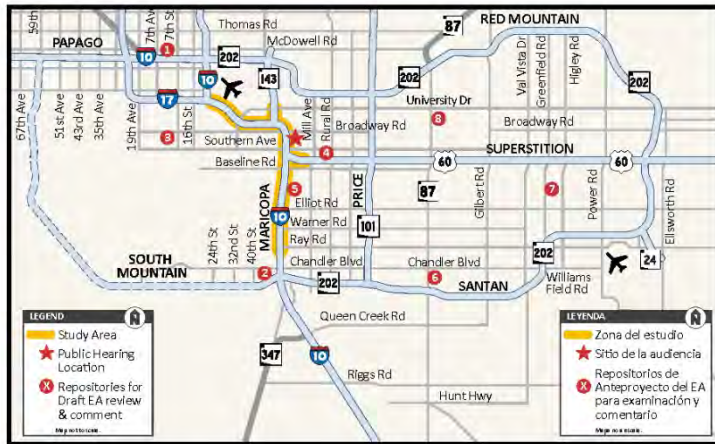 59th
7th Ave
7th St
Thomas Rd
McDowell Rd
87
RED MOUNTAIN
PAPAGO
10
1
202
143
10
202
Val Vista Dr
Greenfield Rd
Higley Rd
202
17
67th Ave
51st Ave
43rd Ave
35th Ave
19th Ave
16th St
3
Southern Ave
Baseline Rd
Mill Ave
Rural Rd
University Dr
8
Broadway Rd
Broadway Rd
4
60
SUPERSTITION
60
MARICOPA
5
10
Elliot Rd
Warner Rd
Ray Rd
PRICE
101
87
Gilbert Rd
7
Power Rd
Ellsworth Rd
SOUTH
MOUNTAIN
24th St
32nd St
40th St
2
Chandler Blvd
202
Chandler Blvd
6
SANTAN
202
Williams
Field Rd
24
Queen Creek Rd
347
10
Riggs Rd
Hunt Hwy
LEGEND
N
Study Area
Public Hearing
Location
X
Repositories for
Draft EA review
& comment
Map not to scale.
LEYENDA
N
Zona del estudio
Sitio de la audiencia
X
Repositorios de
Anteproyecto del EA
para examinación y
comentario